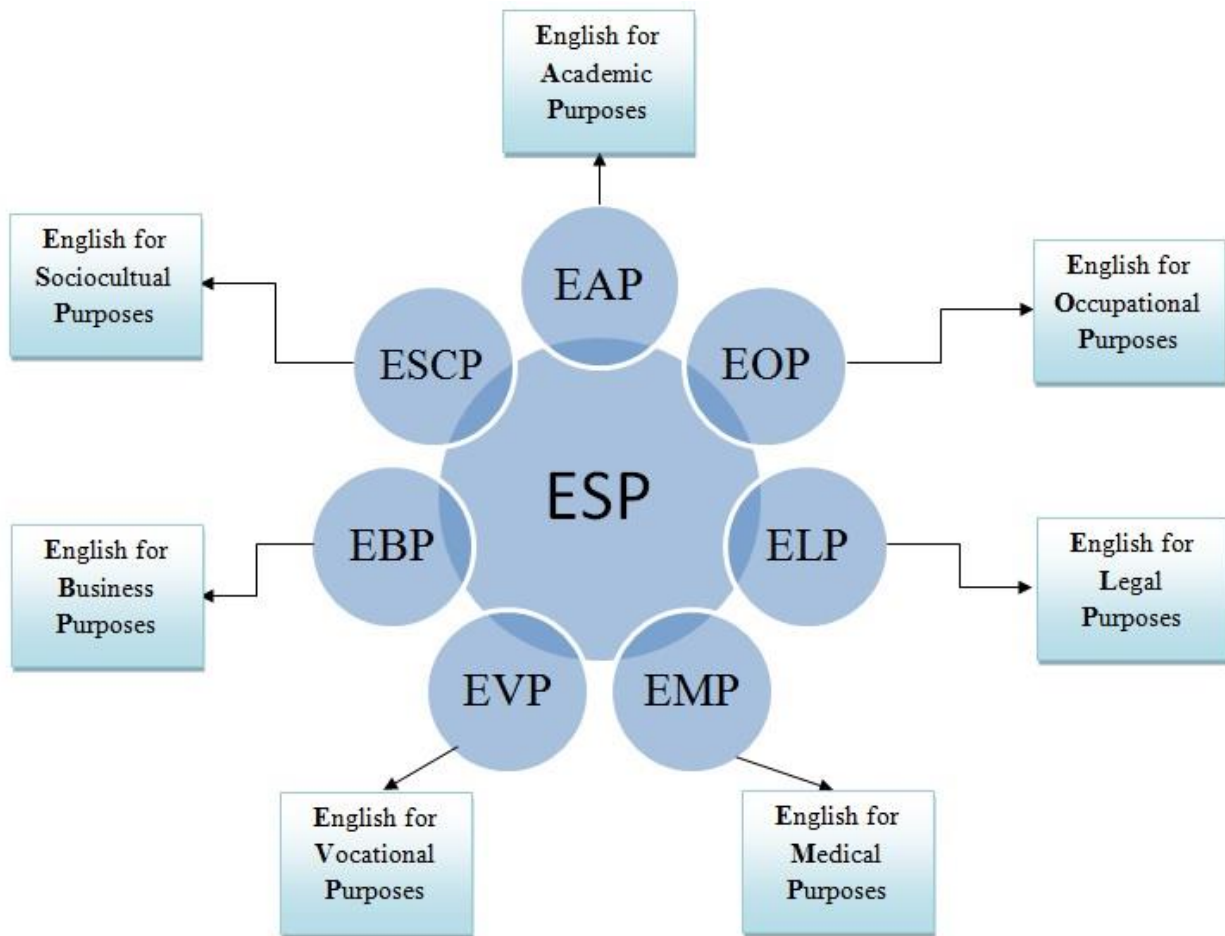 English for
Academic
Purposes
English for
Sociocultual
Purposes
English for
Occupational
Purposes
EAP
ESCP
EOP
ESP
EBP
ELP
English for
Business
Purposes
English for
Legal
Purposes
EVP
EMP
English for
Vocational
Purposes
English for
Medical
Purposes